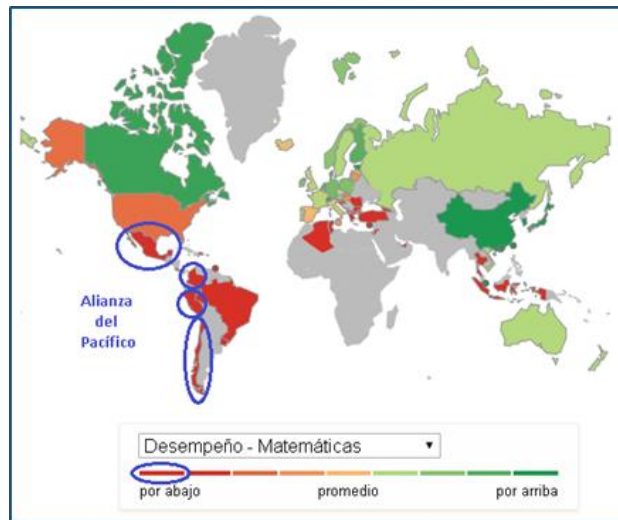 Alianza
del
Pacífico
Desempeño - Matemáticas
por abajo promedio por arriba